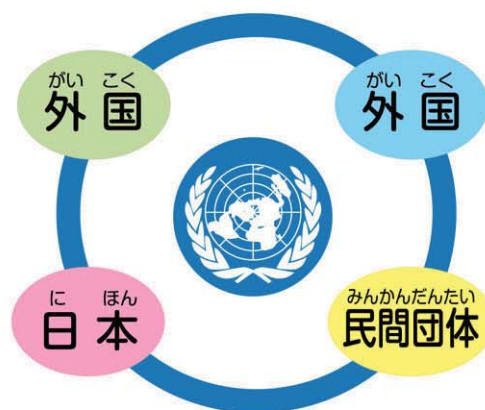 がい こく
外国
がい こく
外国
に ほん
日本
みんかんだんたい
民間団体